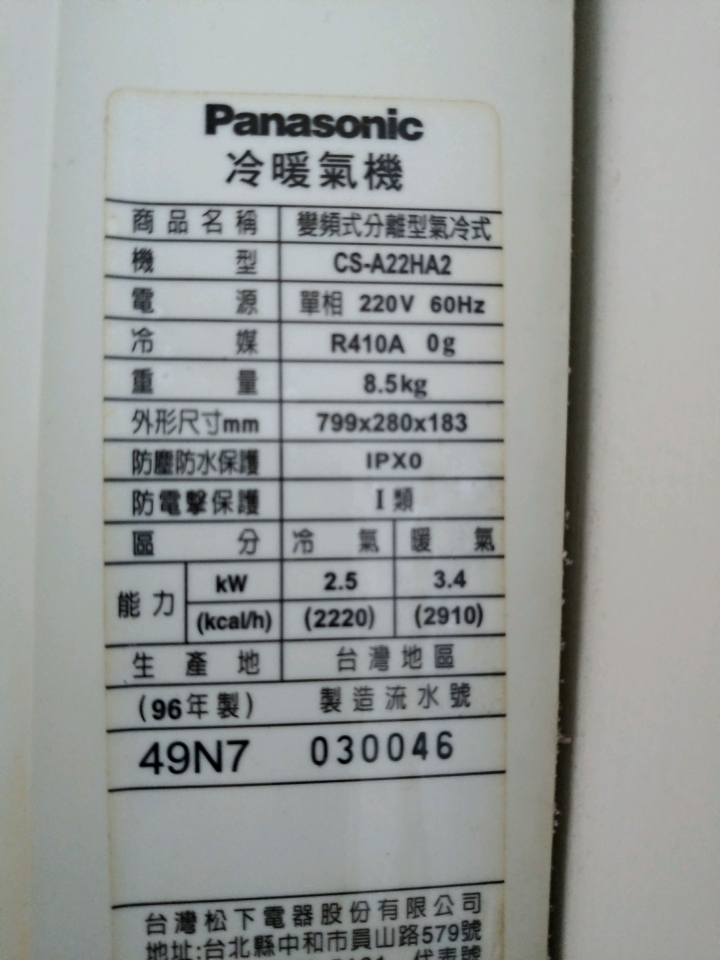 Panasonic
冷暖氣機
商品名稱 變頻式分離型氣冷式
機型 CS-A22HA2
電源 單相 220V 60Hz
冷媒 R410A 0g
重量 8.5kg
外形尺寸mm 799x280x183
防塵防水保護 IPX0
防電擊保護 I類
區分 冷氣 暖氣
能力 kW 2.5 3.4
(kcal/h) (2220) (2910)
生產地 台灣地區
(96年製) 製造流水號
49N7 030046
台灣松下電器股份有限公司
地址:台北縣中和市員山路579號
代表號